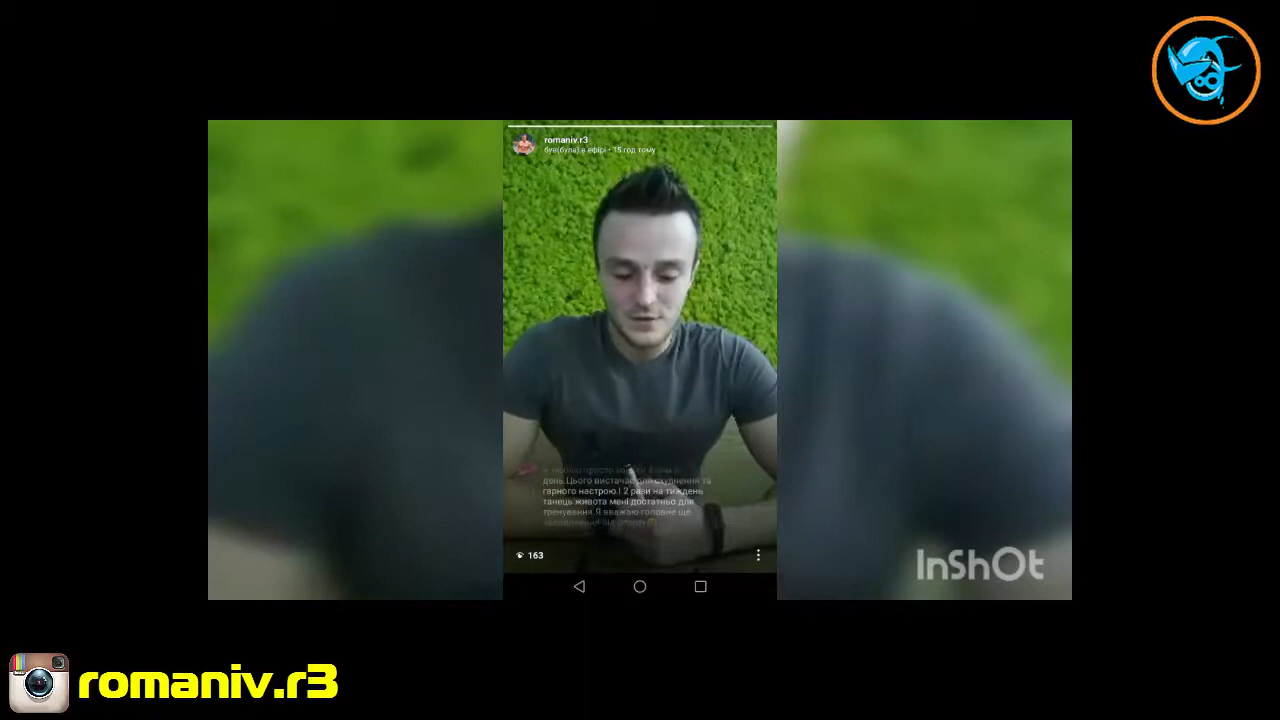 romaniv.r3
був(була) в ефірі • 15 год тому
день.Цього вистачає для схуднення та
гарного настрою.І 2 рази на тиждень
танець живота мені достатньо для
тренування.Я вважаю головне ще
163
InShOt
romaniv.r3